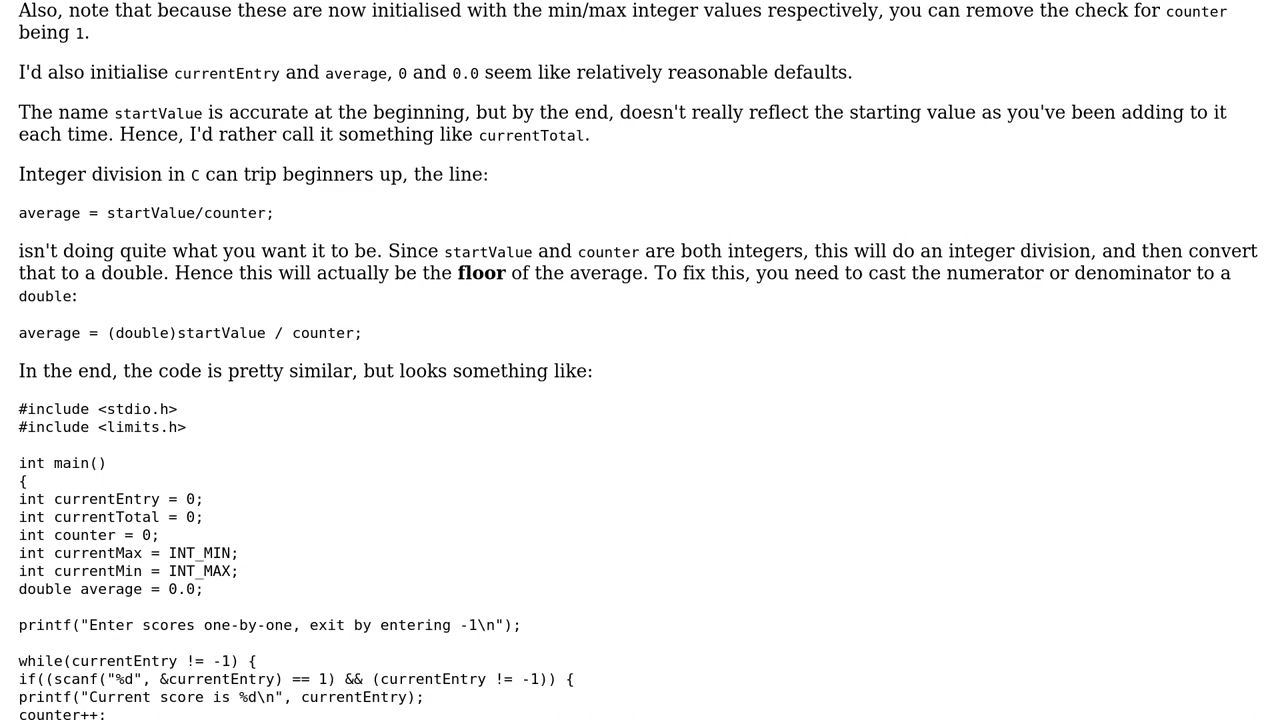 Also, note that because these are now initialised with the min/max integer values respectively, you can remove the check for counter
being 1.
I'd also initialise currentEntry and average, 0 and 0.0 seem like relatively reasonable defaults.
The name startValue is accurate at the beginning, but by the end, doesn't really reflect the starting value as you've been adding to it
each time. Hence, I'd rather call it something like currentTotal.
Integer division in C can trip beginners up, the line:
average = startValue/counter;
isn't doing quite what you want it to be. Since startValue and counter are both integers, this will do an integer division, and then convert
that to a double. Hence this will actually be the floor of the average. To fix this, you need to cast the numerator or denominator to a
double:
average = (double)startValue / counter;
In the end, the code is pretty similar, but looks something like:
#include <stdio.h>
#include <limits.h>
int main()
{
int currentEntry = 0;
int currentTotal = 0;
int counter = 0;
int currentMax = INT_MIN;
int currentMin = INT_MAX;
double average = 0.0;
printf("Enter scores one-by-one, exit by entering -1\n");
while(currentEntry != -1) {
if((scanf("%d", &currentEntry) == 1) && (currentEntry != -1)) {
printf("Current score is %d\n", currentEntry);
counter++;